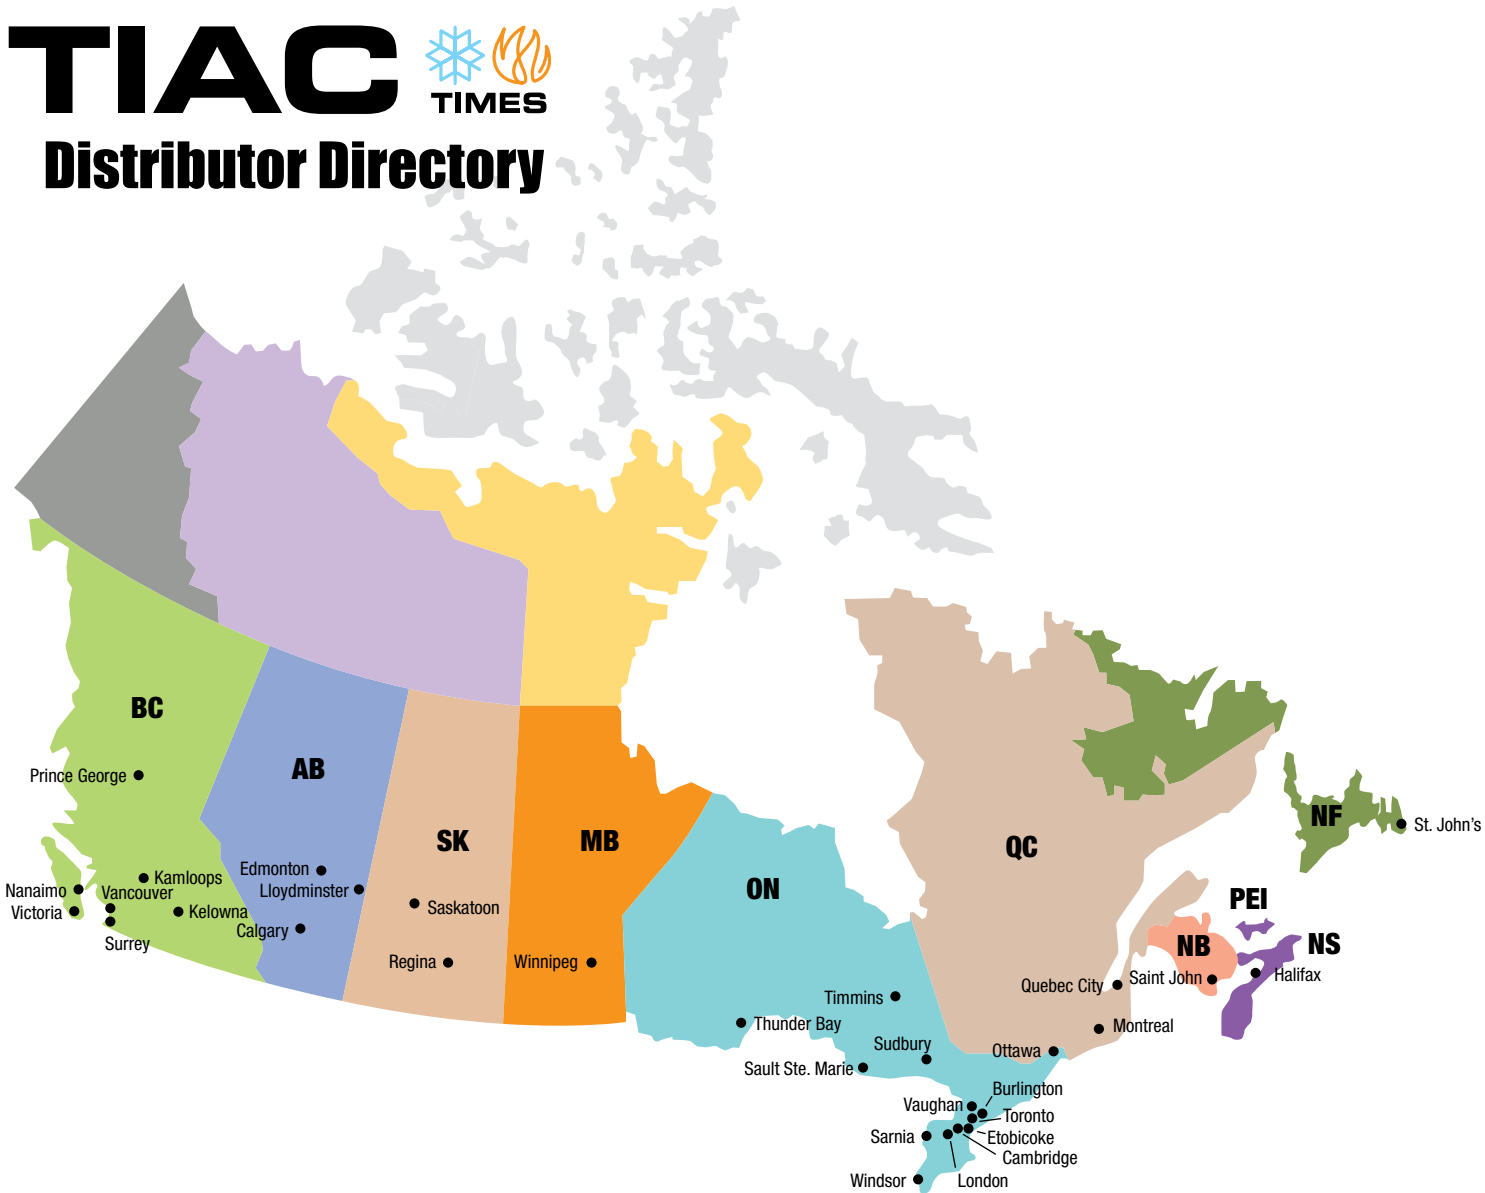 TIAC
TIMES
Distributor Directory
BC
Prince George
AB
SK
MB
ON
QC
NF
St. John's
PEI
NB
NS
Edmonton
Lloydminster
Calgary
Kamloops
Nanaimo
Vancouver
Victoria
Kelowna
Surrey
Saskatoon
Regina
Winnipeg
Timmins
Thunder Bay
Sudbury
Sault Ste. Marie
Quebec City
Saint John
Halifax
Montreal
Ottawa
Burlington
Vaughan
Toronto
Sarnia
Etobicoke
Cambridge
Windsor
London